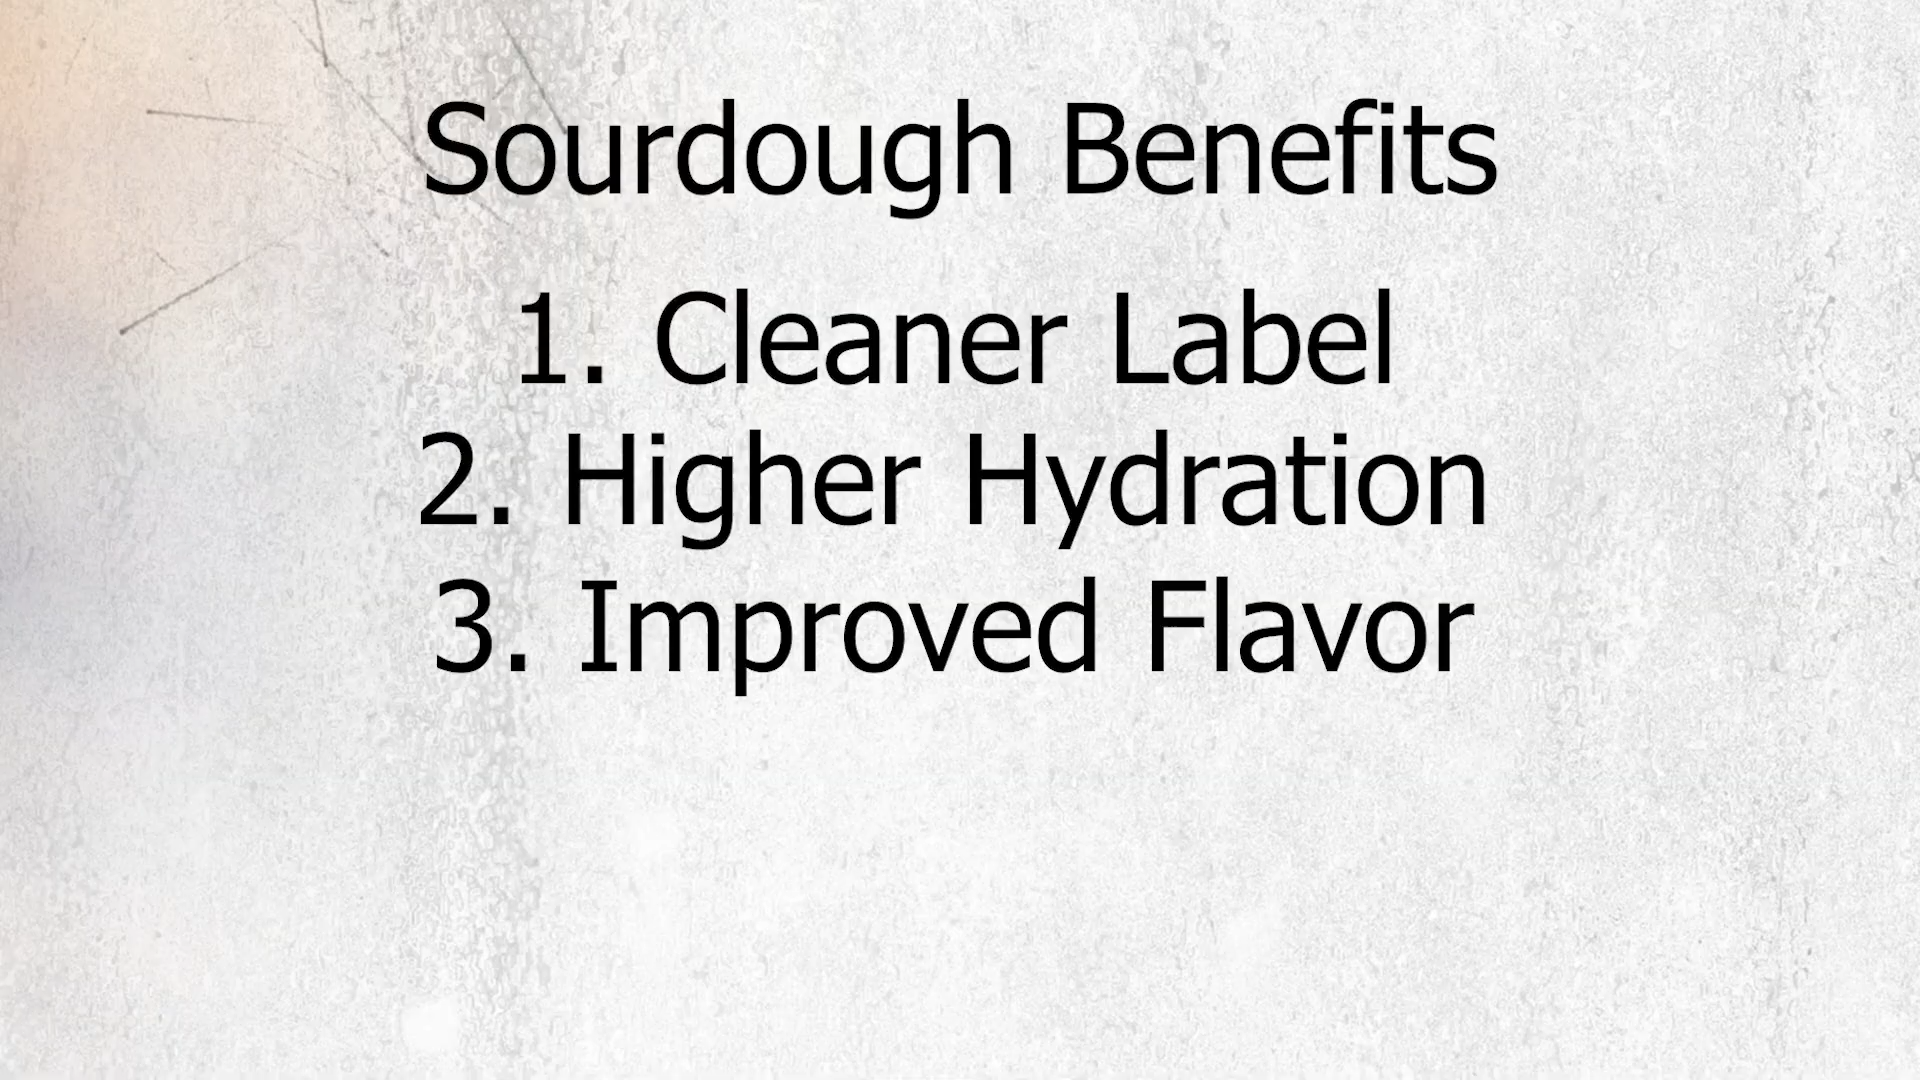 Sourdough Benefits
1. Cleaner Label
2. Higher Hydration
3. Improved Flavor